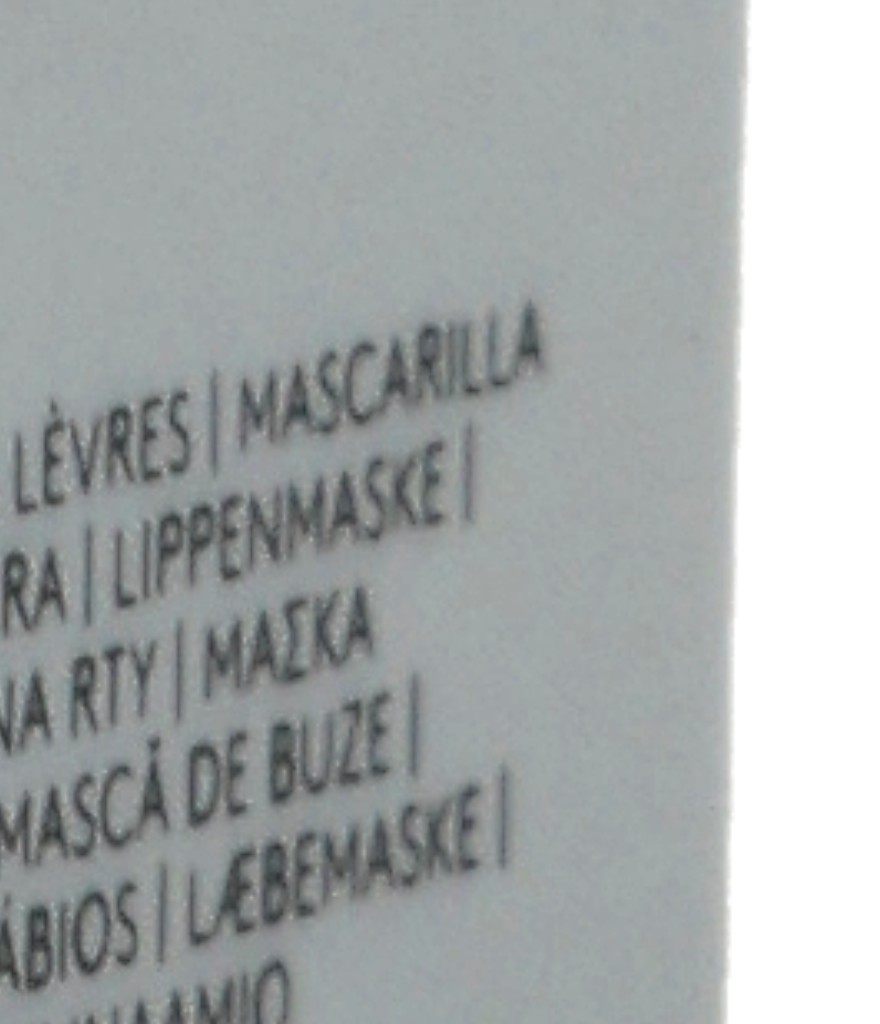 LÈVRES | MASCARILLA
RA | LIPPENMASKE |
NA RTY | ΜΑΣΚΑ
MASCĂ DE BUZE |
ÁBIOS | LÆBEMASKE |